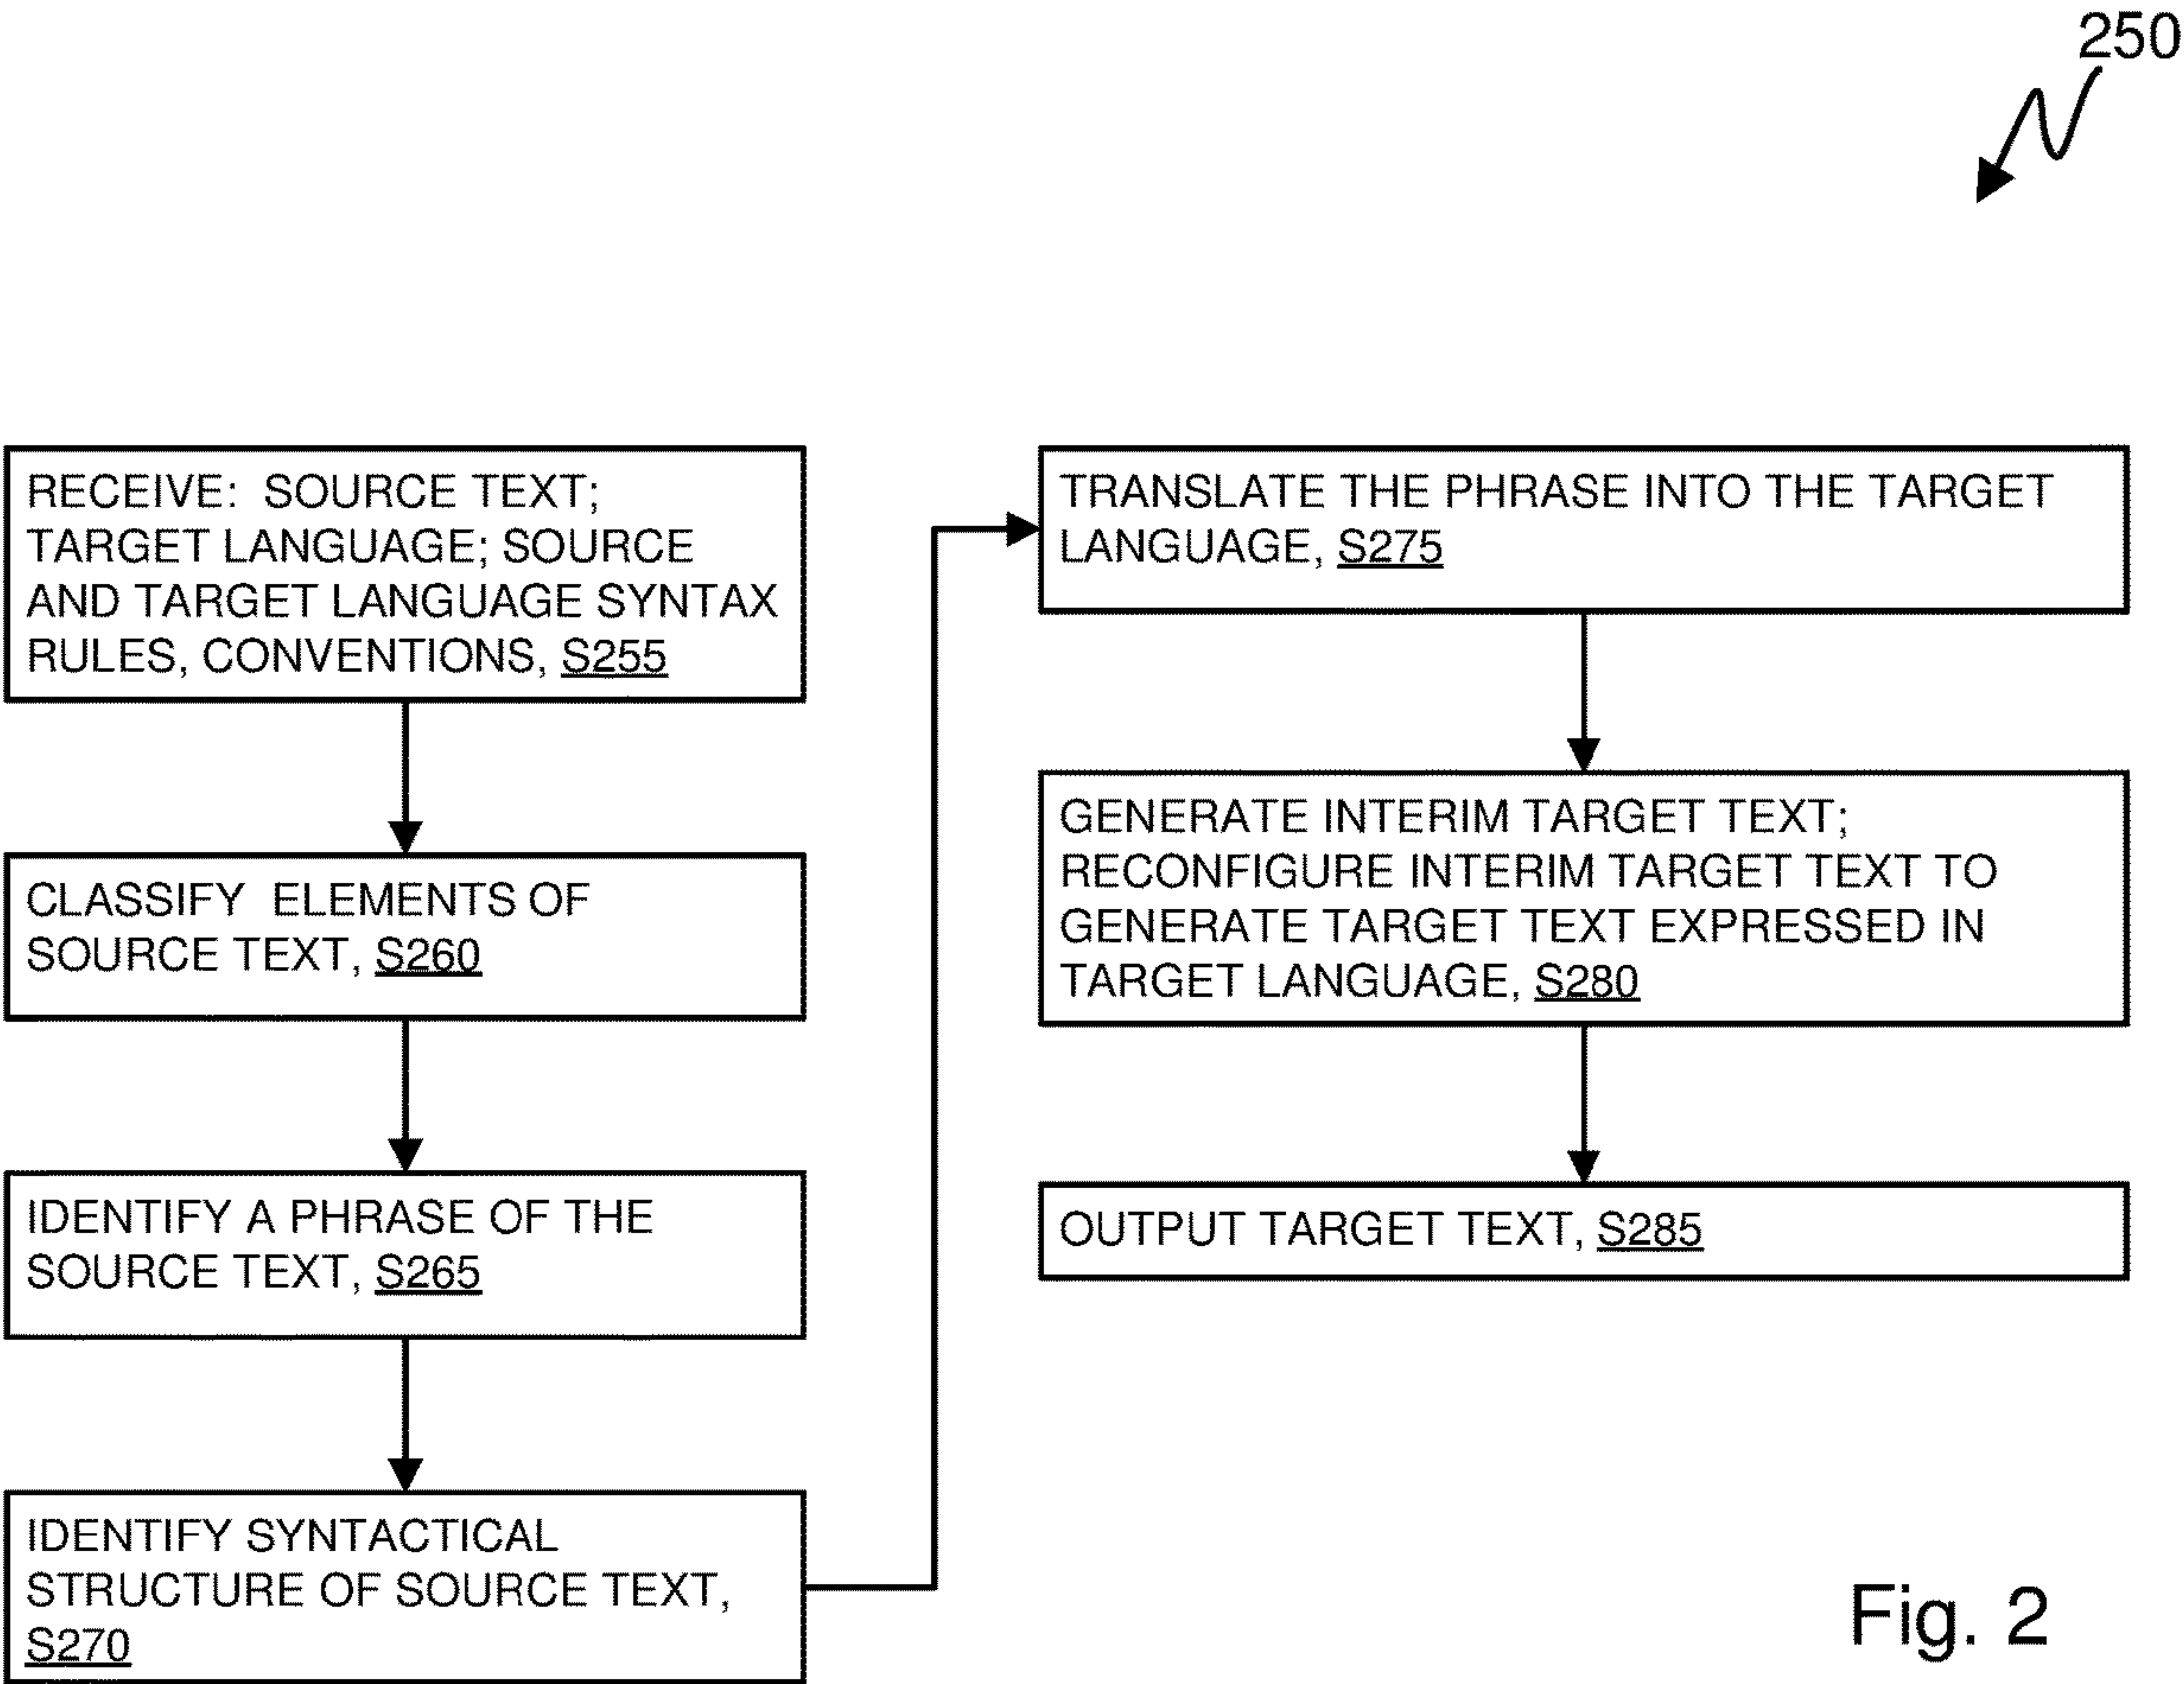 250
RECEIVE: SOURCE TEXT;
TARGET LANGUAGE; SOURCE
AND TARGET LANGUAGE SYNTAX
RULES, CONVENTIONS, S255
CLASSIFY ELEMENTS OF
SOURCE TEXT, S260
IDENTIFY A PHRASE OF THE
SOURCE TEXT, S265
IDENTIFY SYNTACTICAL
STRUCTURE OF SOURCE TEXT,
S270
TRANSLATE THE PHRASE INTO THE TARGET
LANGUAGE, S275
GENERATE INTERIM TARGET TEXT;
RECONFIGURE INTERIM TARGET TEXT TO
GENERATE TARGET TEXT EXPRESSED IN
TARGET LANGUAGE, S280
OUTPUT TARGET TEXT, S285
Fig. 2